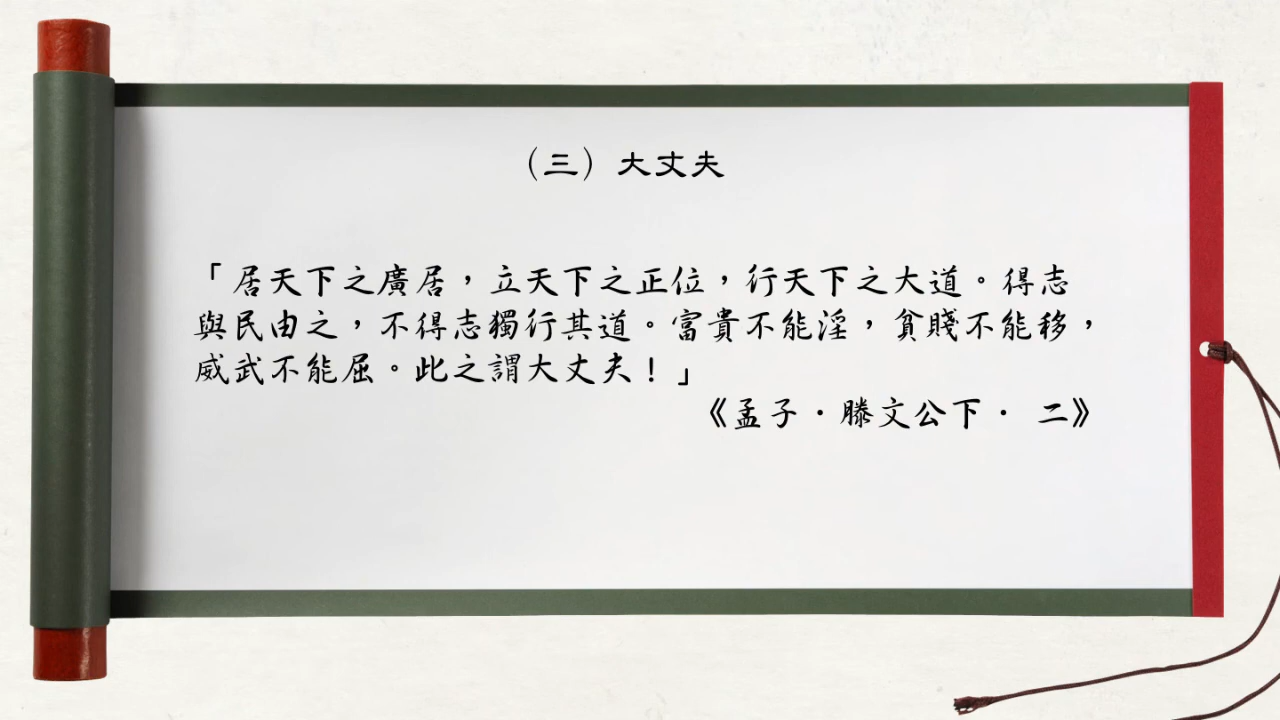 （三）大丈夫
「居天下之廣居，立天下之正位，行天下之大道。得志
與民由之，不得志獨行其道。富貴不能淫，貧賤不能移，
威武不能屈。此之謂大丈夫！」
《孟子．滕文公下． 二》